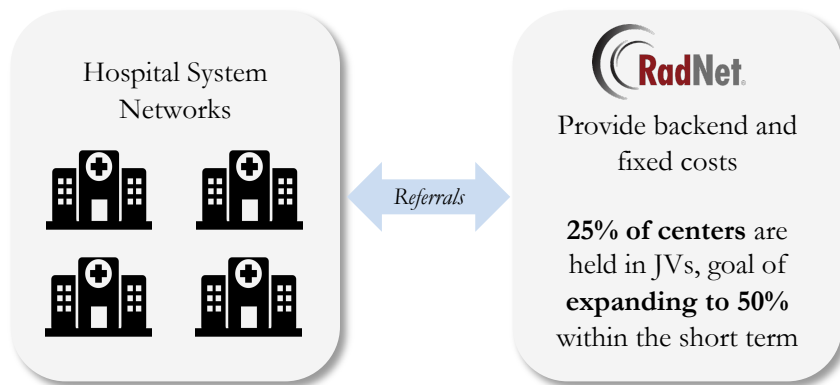 Hospital System
Networks
Referrals
RadNet®
Provide backend and
fixed costs
25% of centers are
held in JVs, goal of
expanding to 50%
within the short term